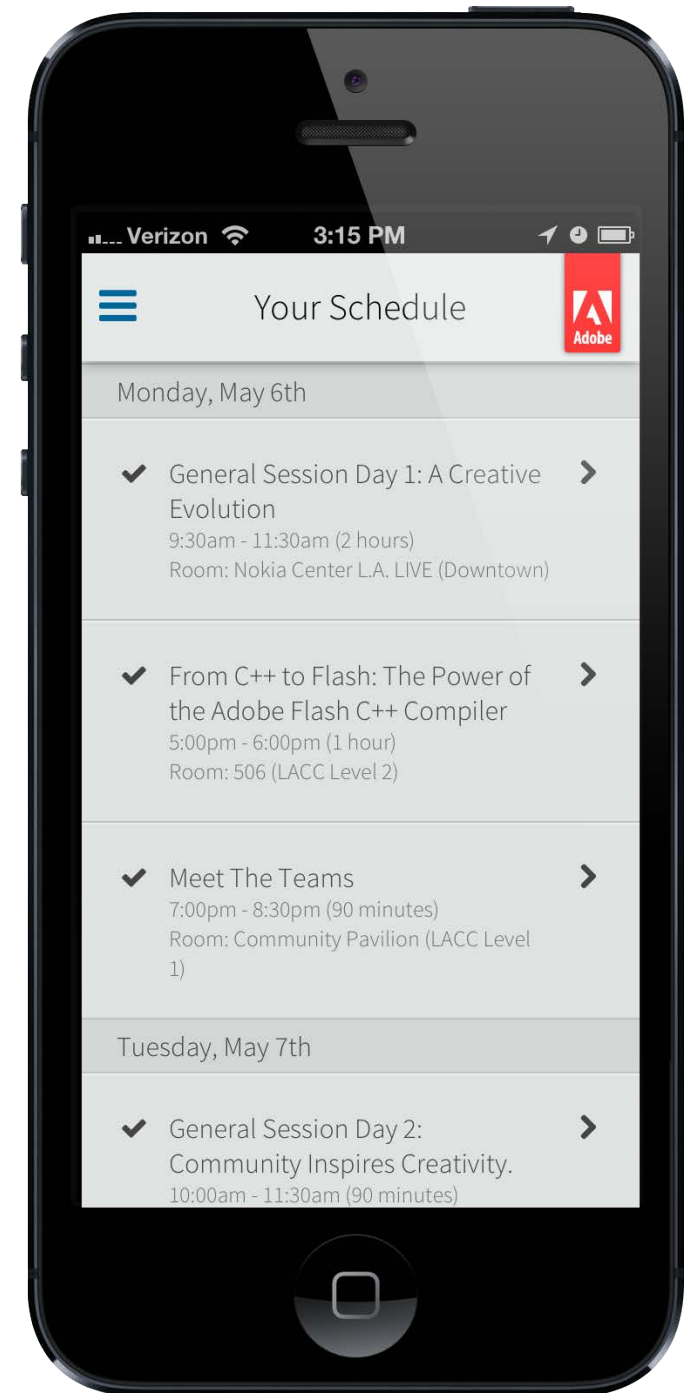 Verizon 3:15 PM
Your Schedule
Adobe
Monday, May 6th
General Session Day 1: A Creative
Evolution
9:30am - 11:30am (2 hours)
Room: Nokia Center L.A. LIVE (Downtown)
From C++ to Flash: The Power of
the Adobe Flash C++ Compiler
5:00pm - 6:00pm (1 hour)
Room: 506 (LACC Level 2)
Meet The Teams
7:00pm - 8:30pm (90 minutes)
Room: Community Pavilion (LACC Level
1)
Tuesday, May 7th
General Session Day 2:
Community Inspires Creativity.
10:00am - 11:30am (90 minutes)